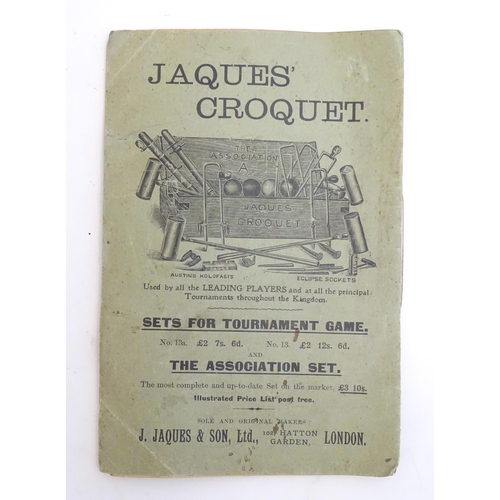 JAQUES'
CROQUET.
THE
ASSOCIATION
A
JAQUES
CROQUET
AUSTINS HOLDFASTS ECLIPSE SOCKETS
Used by all the LEADING PLAYERS and at all the principal
Tournaments throughout the Kingdom.
SETS FOR TOURNAMENT GAME.
No. 13a. £2 7s. 6d. No. 13. £2 12s. 6d.
AND
THE ASSOCIATION SET.
The most complete and up-to-date Set on the market, £3 10s.
Illustrated Price List post free.
SOLE AND ORIGINAL MAKERS
J. JAQUES & SON, Ltd., 102, HATTON GARDEN, LONDON.